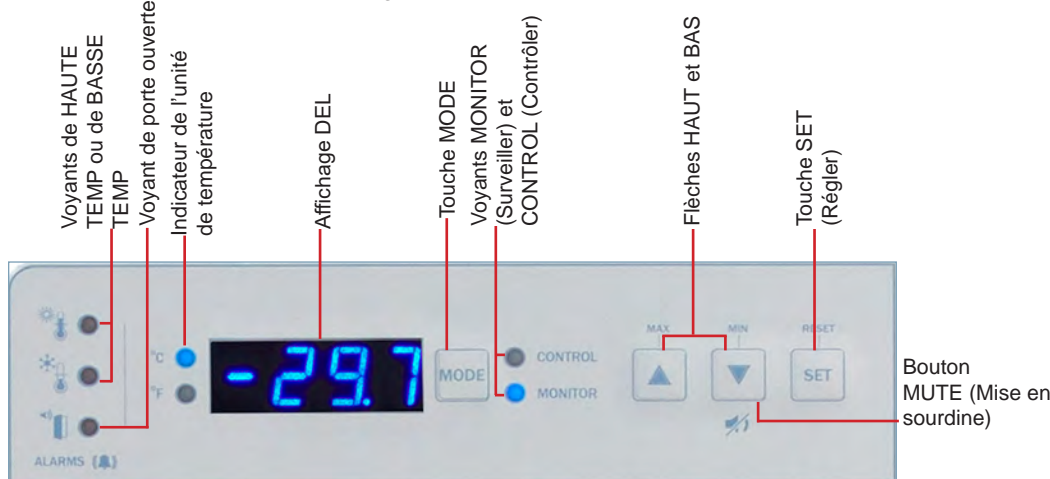 Voyants de HAUTE
TEMP ou de BASSE
TEMP
Voyant de porte ouverte
Indicateur de l'unité
de température
Affichage DEL
Touche MODE
Voyants MONITOR
(Surveiller) et
CONTROL (Contrôler)
Flèches HAUT et BAS
Touche SET
(Régler)
°C
°F
-29.7
MODE
CONTROL
MONITOR
MAX
MIN
RESET
SET
Bouton
MUTE (Mise en
sourdine)
ALARMS